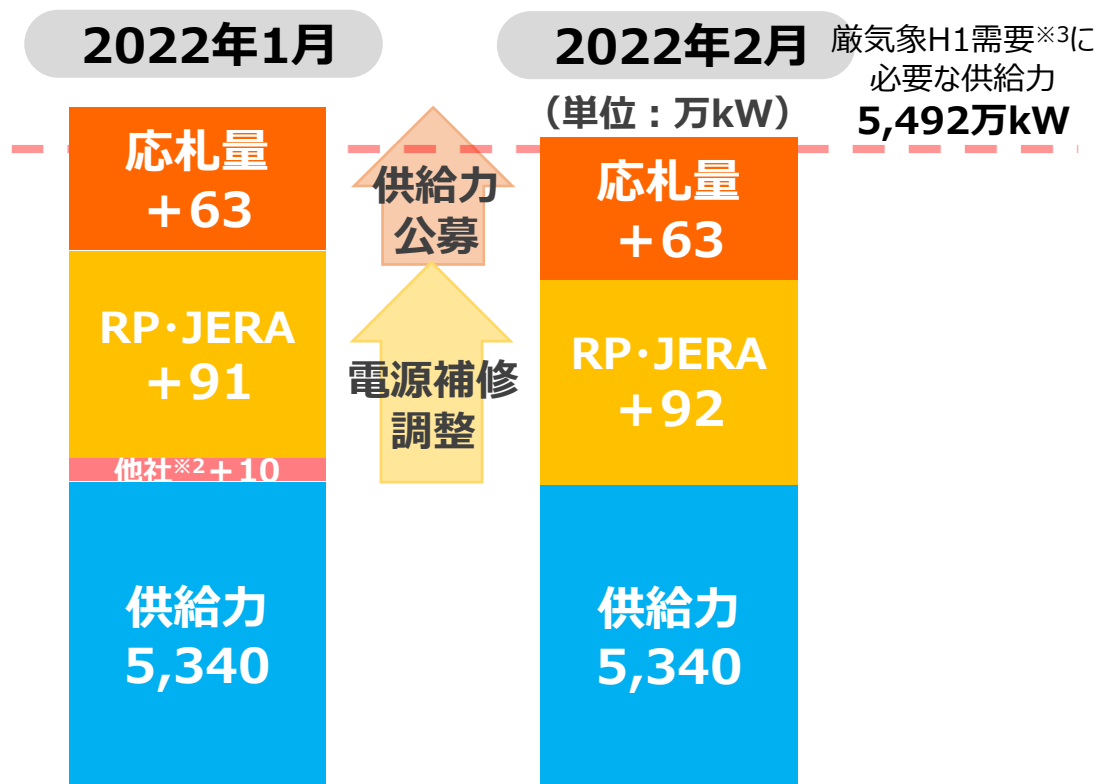 2022年1月
2022年2月
厳気象H1需要※3に
必要な供給力
5,492万kW
（単位：万kW）
応札量
＋63
RP･JERA
＋91
他社※2＋10
供給力
5,340
供給力
公募
電源補修
調整
応札量
＋63
RP･JERA
＋92
供給力
5,340